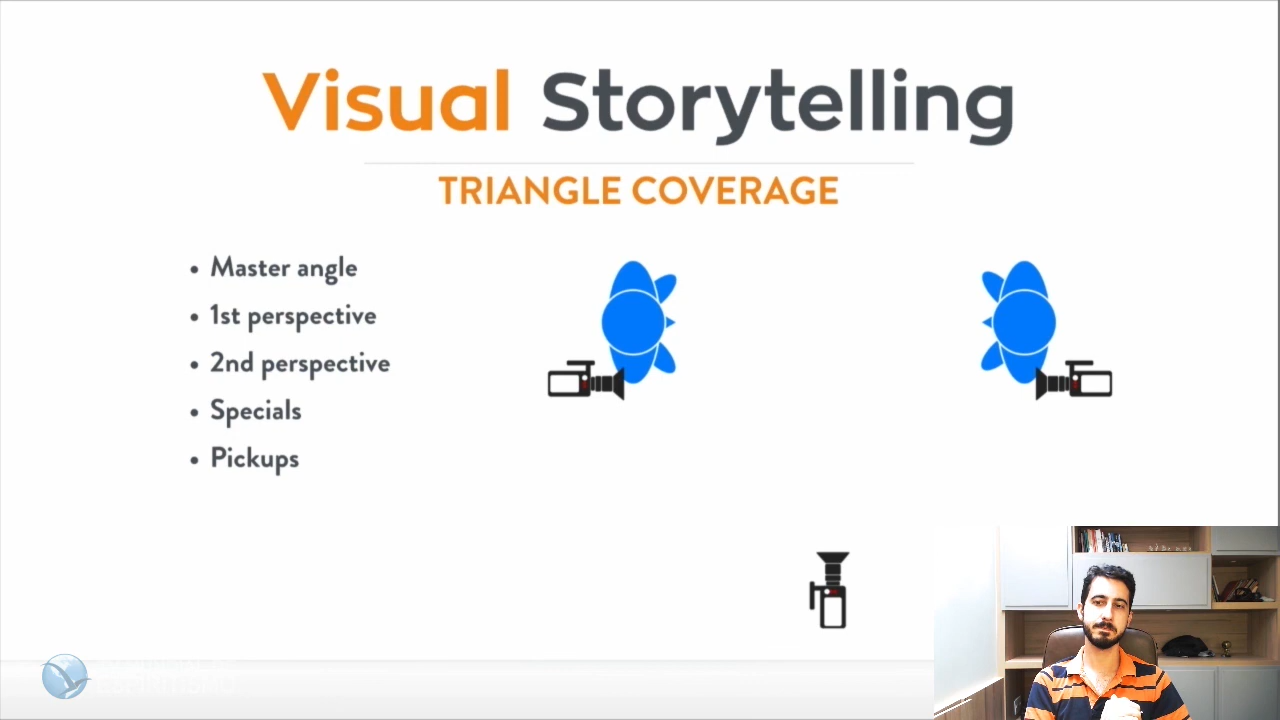 Visual Storytelling
TRIANGLE COVERAGE
• Master angle
• 1st perspective
• 2nd perspective
• Specials
• Pickups